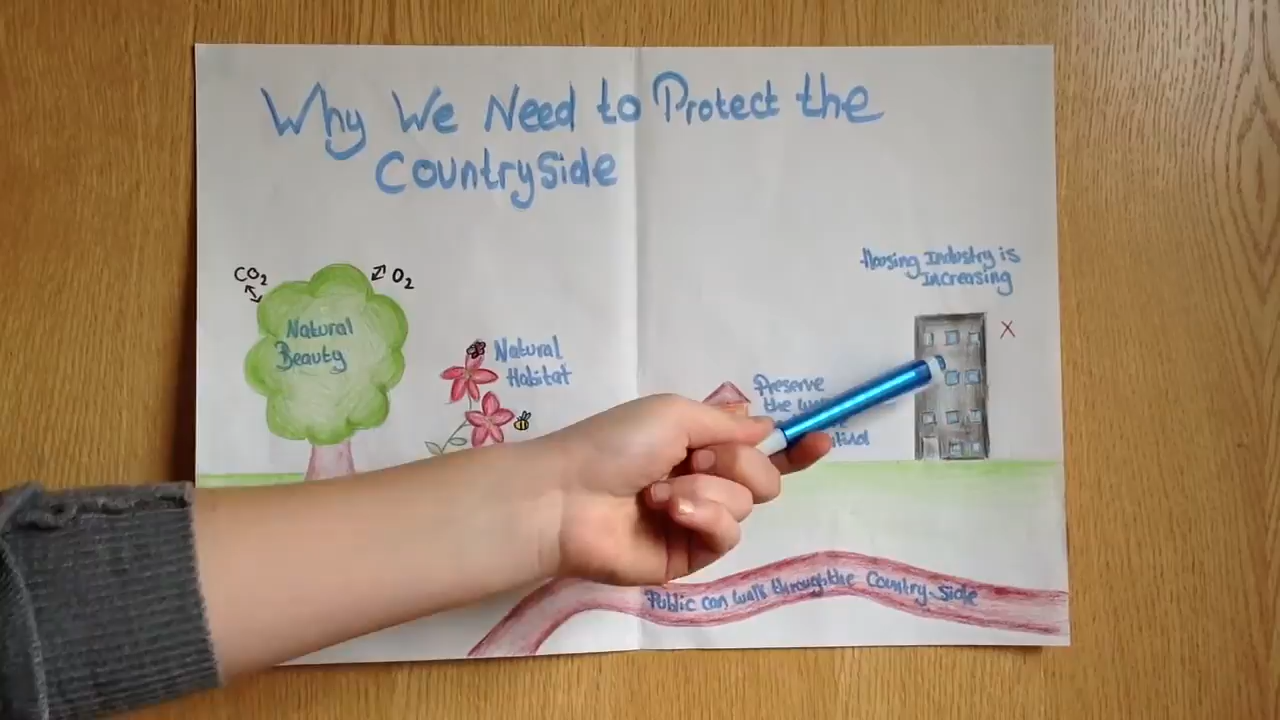 Why We Need to Protect the
CountrySide
CO2
O2
Natural
Beauty
Natural
Habitat
Preserve
the
Housing Industry is
Increasing
X
Public can walk through the Country-Side